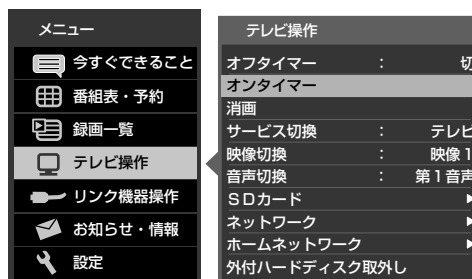 メニュー
今すぐできること
番組表・予約
録画一覧
テレビ操作
リンク機器操作
お知らせ・情報
設定
テレビ操作
オフタイマー : 切
オンタイマー
消画
サービス切換 : テレビ
映像切換 : 映像1
音声切換 : 第1音声
SDカード
ネットワーク
ホームネットワーク
外付ハードディスク取外し